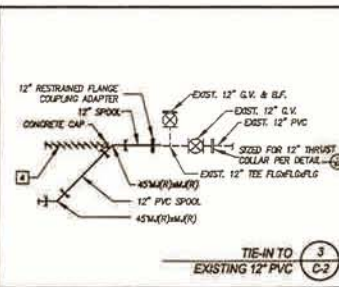 12" RESTRAINED FLANGE
COUPLING ADAPTER
12" SPOOL
CONCRETE CAP
EXIST. 12" G.V. & B.F.
EXIST. 12" G.V.
EXIST. 12" PVC
SIZED FOR 12" THRUST
COLLAR PER DETAIL
EXIST. 12" TEE FLGxFLGxFLG
4
45°MJ(R)xMJ(R)
12" PVC SPOOL
45°MJ(R)xMJ(R)
TIE-IN TO
EXISTING 12" PVC
3
C-2